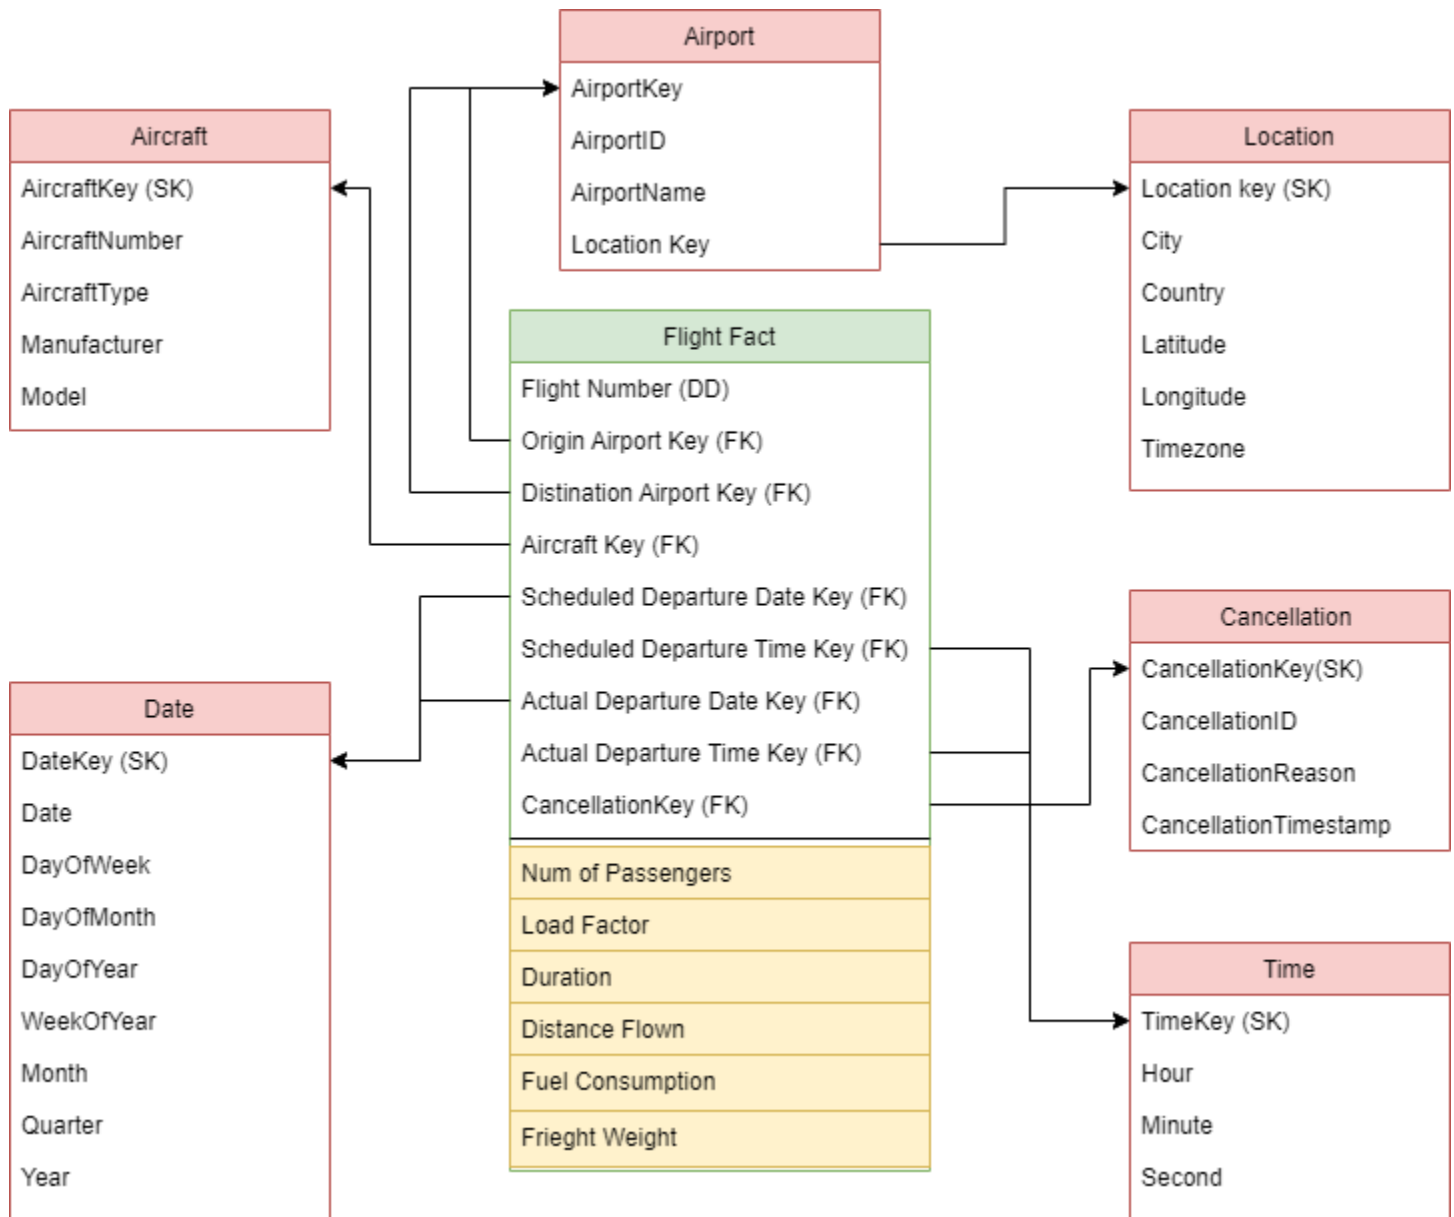 Airport
AirportKey
AirportID
AirportName
Location Key
Aircraft
AircraftKey (SK)
AircraftNumber
AircraftType
Manufacturer
Model
Location
Location key (SK)
City
Country
Latitude
Longitude
Timezone
Flight Fact
Flight Number (DD)
Origin Airport Key (FK)
Distination Airport Key (FK)
Aircraft Key (FK)
Scheduled Departure Date Key (FK)
Scheduled Departure Time Key (FK)
Actual Departure Date Key (FK)
Actual Departure Time Key (FK)
CancellationKey (FK)
Num of Passengers
Load Factor
Duration
Distance Flown
Fuel Consumption
Frieght Weight
Cancellation
CancellationKey(SK)
CancellationID
CancellationReason
CancellationTimestamp
Date
DateKey (SK)
Date
DayOfWeek
DayOfMonth
DayOfYear
WeekOfYear
Month
Quarter
Year
Time
TimeKey (SK)
Hour
Minute
Second